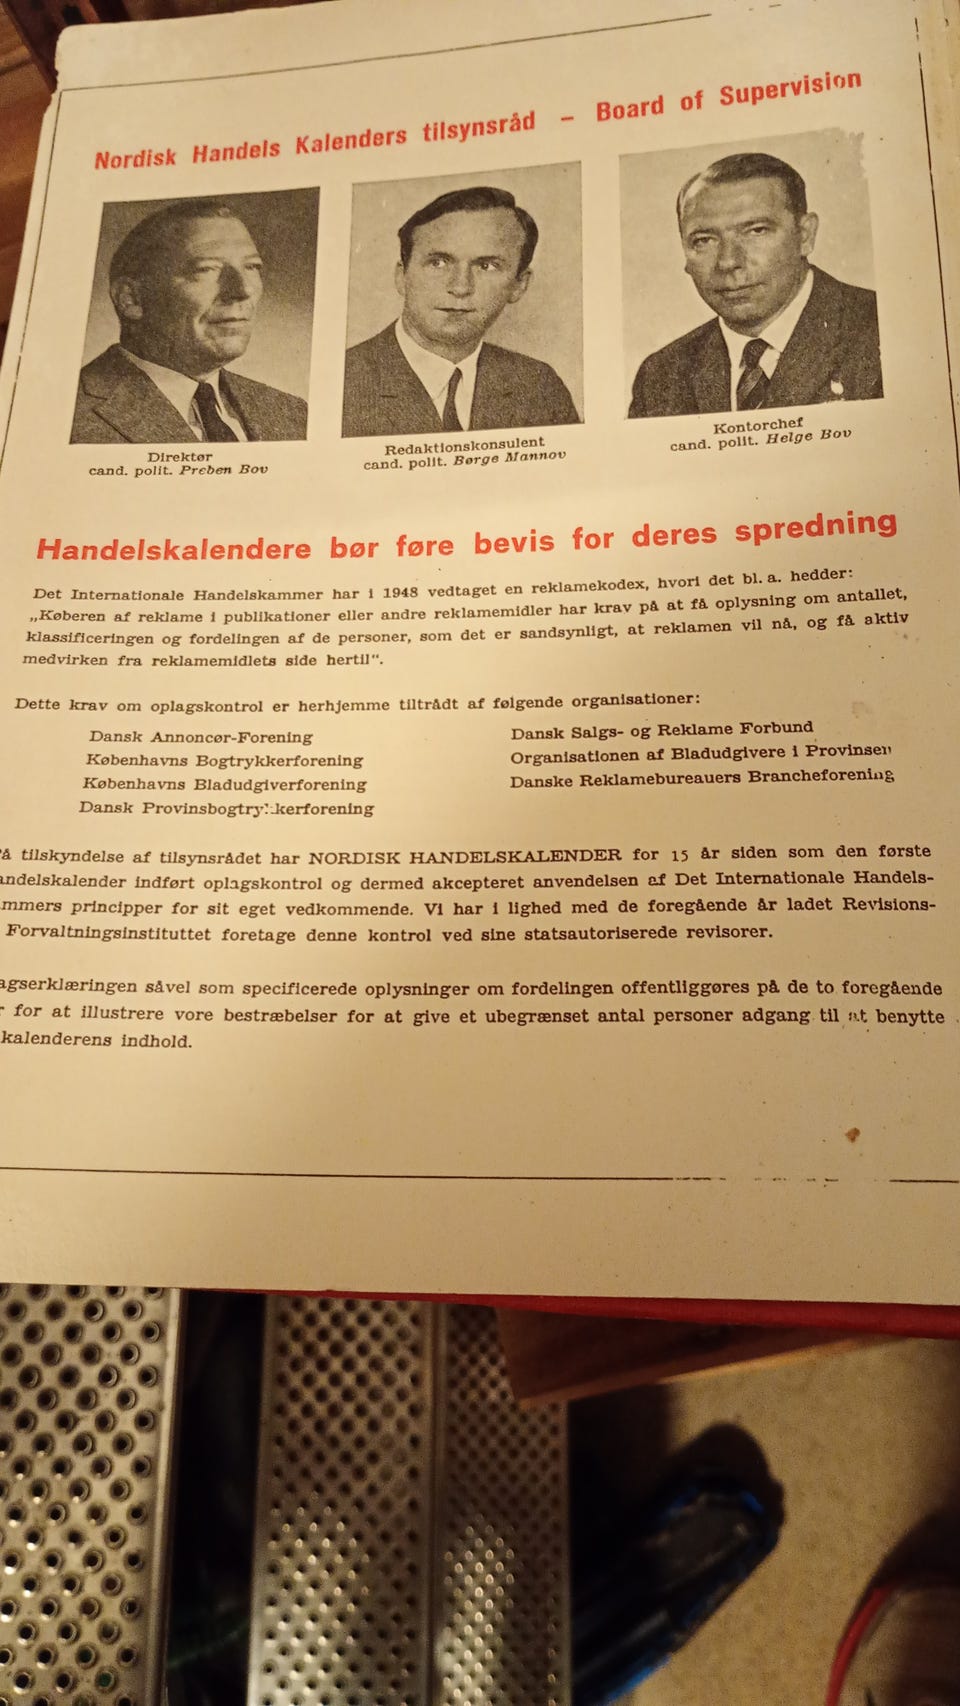 Nordisk Handels Kalenders tilsynsråd – Board of Supervision
Direktør
cand. polit. Preben Bov
Redaktionskonsulent
cand. polit. Børge Mannov
Kontorchef
cand. polit. Helge Bov
Handelskalendere bør føre bevis for deres spredning
Det Internationale Handelskammer har i 1948 vedtaget en reklamekodex, hvori det bl. a. hedder:
„Køberen af reklame i publikationer eller andre reklamemidler har krav på at få oplysning om antallet,
klassificeringen og fordelingen af de personer, som det er sandsynligt, at reklamen vil nå, og få aktiv
medvirken fra reklamemidlets side hertil“.
Dette krav om oplagskontrol er herhjemme tiltrådt af følgende organisationer:
Dansk Annoncør-Forening
Københavns Bogtrykkerforening
Københavns Bladudgiverforening
Dansk Provinsbogtrykkerforening
Dansk Salgs- og Reklame Forbund
Organisationen af Bladudgivere i Provinsen
Danske Reklamebureauers Brancheforening
å tilskyndelse af tilsynsrådet har NORDISK HANDELSKALENDER for 15 år siden som den første
andelskalender indført oplagskontrol og dermed akcepteret anvendelsen af Det Internationale Handels-
mmers principper for sit eget vedkommende. Vi har i lighed med de foregående år ladet Revisions-
Forvaltningsinstituttet foretage denne kontrol ved sine statsautoriserede revisorer.
agserklæringen såvel som specificerede oplysninger om fordelingen offentliggøres på de to foregående
r for at illustrere vore bestræbelser for at give et ubegrænset antal personer adgang til at benytte
kalenderens indhold.